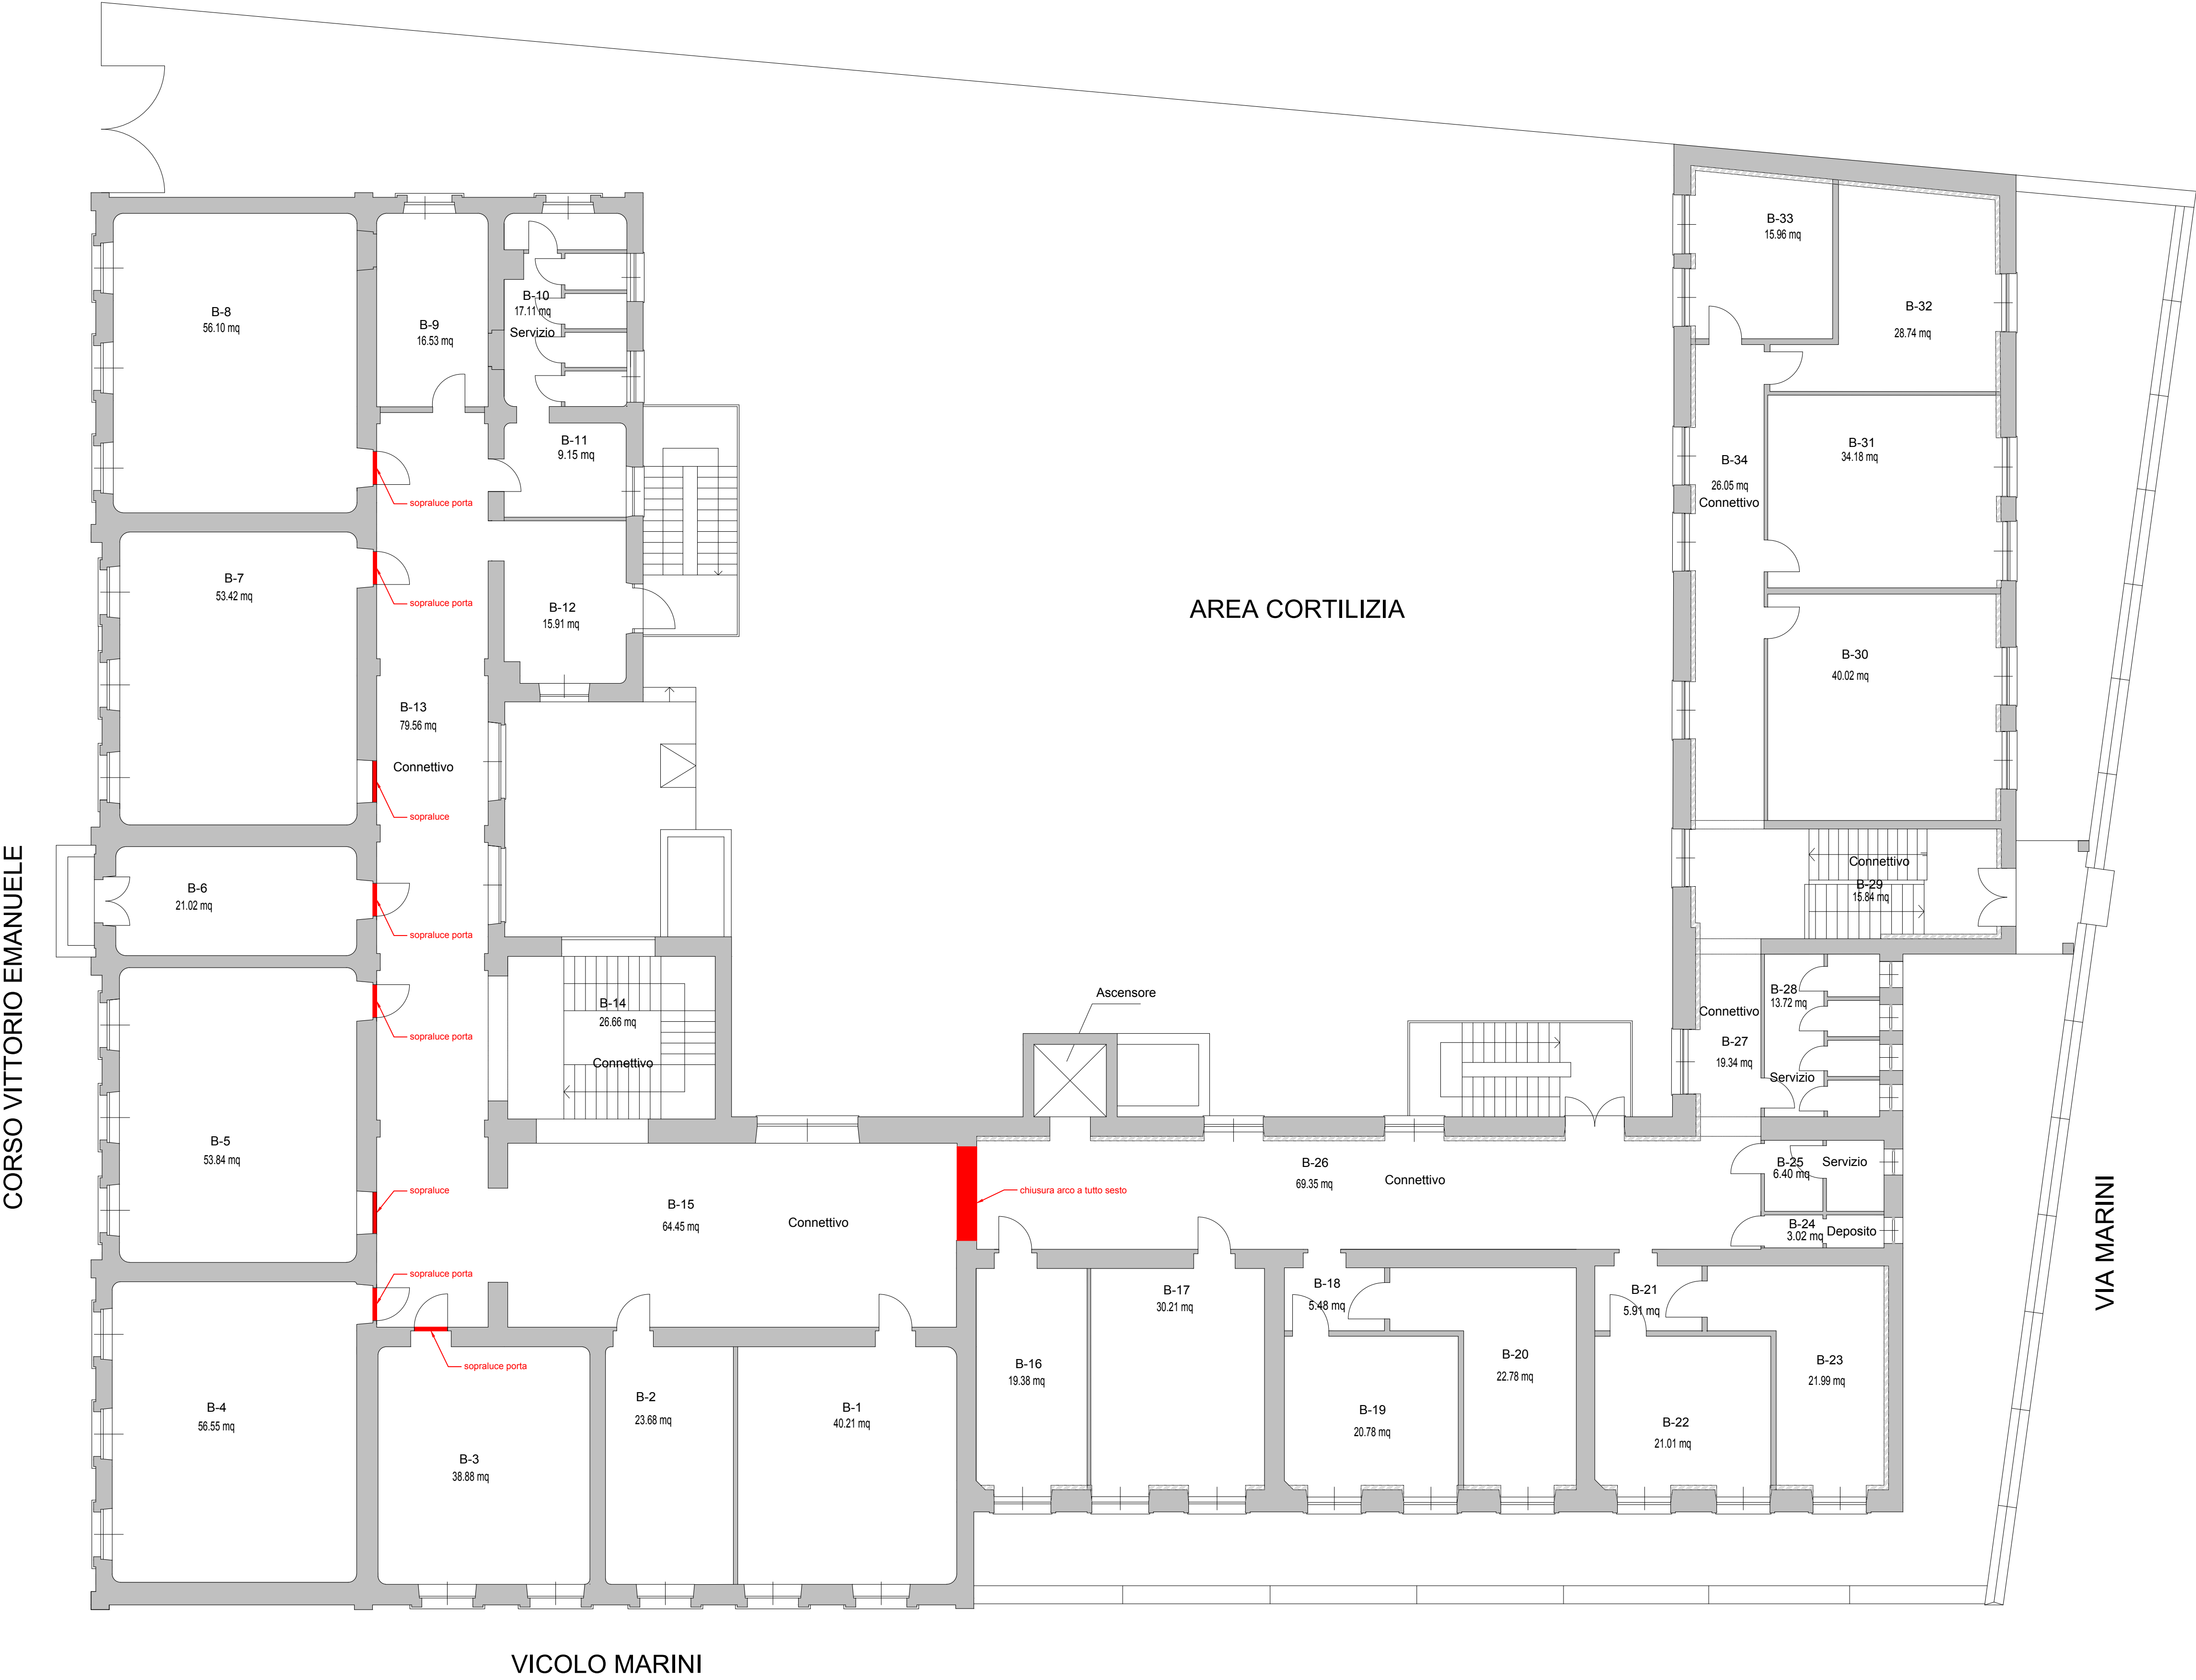 B-8
56.10 mq
B-9
16.53 mq
B-10
17.11 mq
Servizio
B-11
9.15 mq
sopraluce porta
B-7
53.42 mq
sopraluce porta
B-12
15.91 mq
B-13
79.56 mq
Connettivo
sopraluce
B-6
21.02 mq
sopraluce porta
CORSO VITTORIO EMANUELE
B-14
26.66 mq
Connettivo
sopraluce porta
B-5
53.84 mq
sopraluce
B-15
64.45 mq
Connettivo
sopraluce porta
sopraluce porta
B-4
56.55 mq
B-3
38.88 mq
B-2
23.68 mq
B-1
40.21 mq
AREA CORTILIZIA
Ascensore
chiusura arco a tutto sesto
B-26
69.35 mq
Connettivo
B-16
19.38 mq
B-17
30.21 mq
B-18
5.48 mq
B-19
20.78 mq
B-20
22.78 mq
B-21
5.91 mq
B-22
21.01 mq
B-23
21.99 mq
B-33
15.96 mq
B-32
28.74 mq
B-31
34.18 mq
B-34
26.05 mq
Connettivo
B-30
40.02 mq
Connettivo
B-29
15.84 mq
B-28
13.72 mq
Connettivo
B-27
19.34 mq
Servizio
B-25
6.40 mq
Servizio
B-24
3.02 mq
Deposito
VIA MARINI
VICOLO MARINI